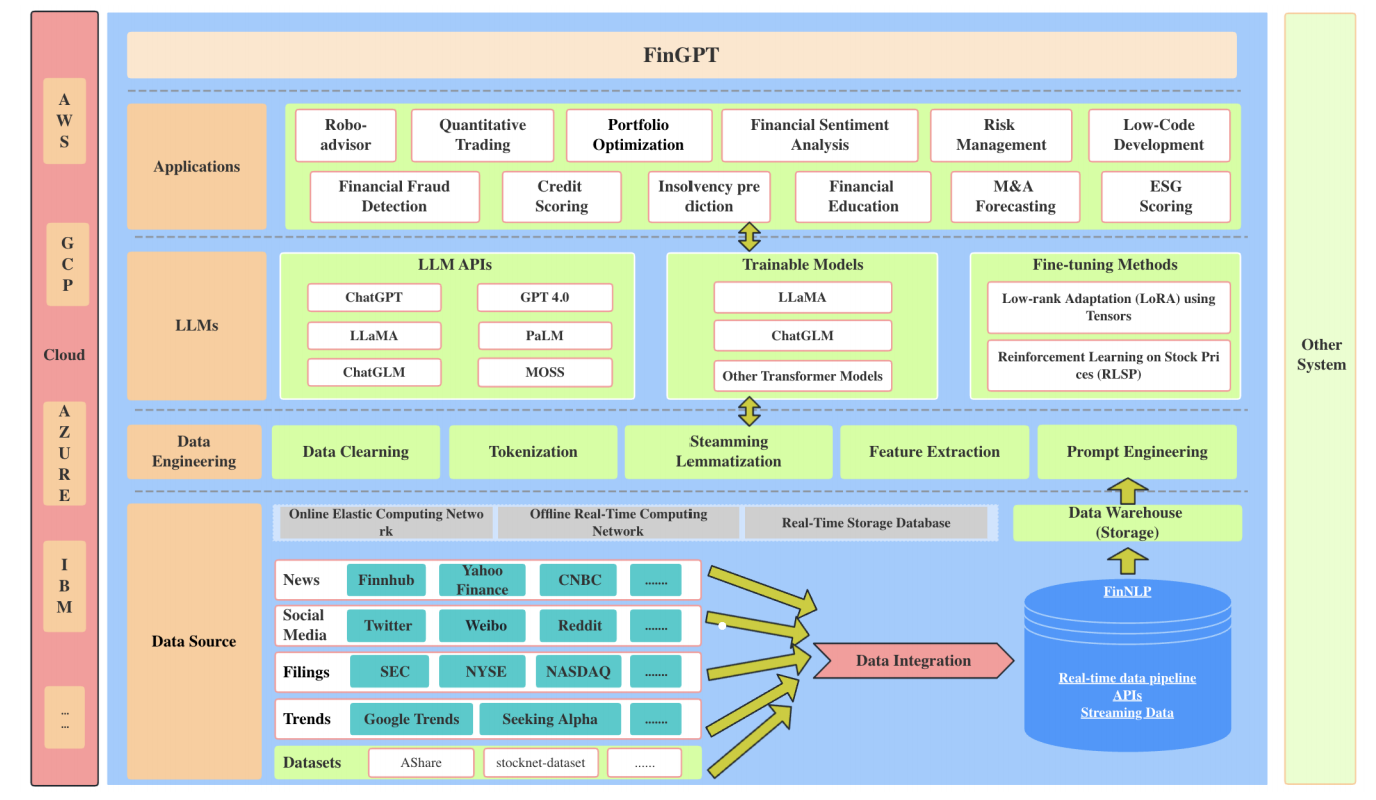 FinGPT
A
W
S
G
C
P
Cloud
A
Z
U
R
E
I
B
M
...
...
Applications
Robo-
advisor
Quantitative
Trading
Portfolio
Optimization
Financial Sentiment
Analysis
Risk
Management
Low-Code
Development
Financial Fraud
Detection
Credit
Scoring
Insolvency pre
diction
Financial
Education
M&A
Forecasting
ESG
Scoring
LLMs
LLM APIs
ChatGPT
GPT 4.0
LLaMA
PaLM
ChatGLM
MOSS
Trainable Models
LLaMA
ChatGLM
Other Transformer Models
Fine-tuning Methods
Low-rank Adaptation (LoRA) using
Tensors
Reinforcement Learning on Stock Pri
ces (RLSP)
Data
Engineering
Data Clearning
Tokenization
Steamming
Lemmatization
Feature Extraction
Prompt Engineering
Data Source
Online Elastic Computing Netwo
rk
Offline Real-Time Computing
Network
Real-Time Storage Database
Data Warehouse
(Storage)
News
Finnhub
Yahoo
Finance
CNBC
.......
Social
Media
Twitter
Weibo
Reddit
.......
Filings
SEC
NYSE
NASDAQ
.......
Trends
Google Trends
Seeking Alpha
.......
Datasets
AShare
stocknet-dataset
......
Data Integration
FinNLP
Real-time data pipeline
APIs
Streaming Data
Other
System